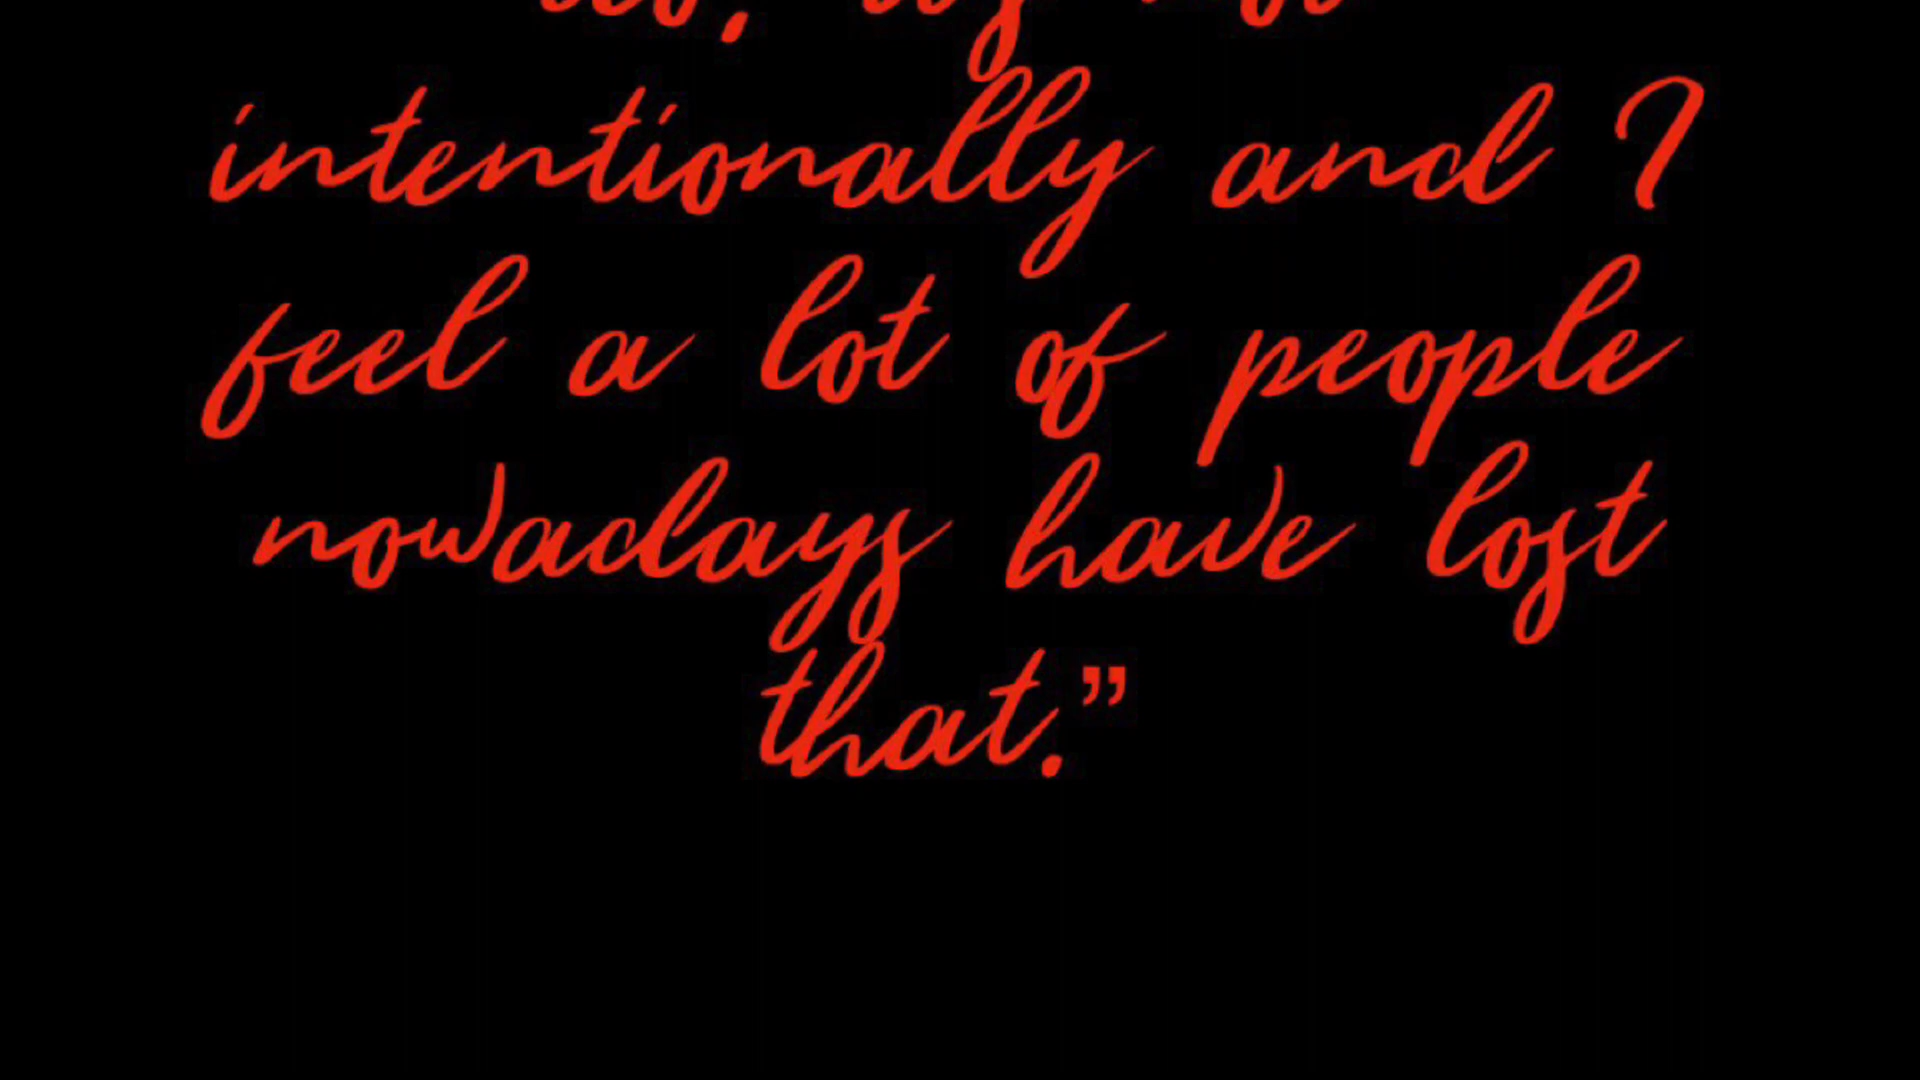 intentionally and I
feel a lot of people
nowadays have lost
that.”